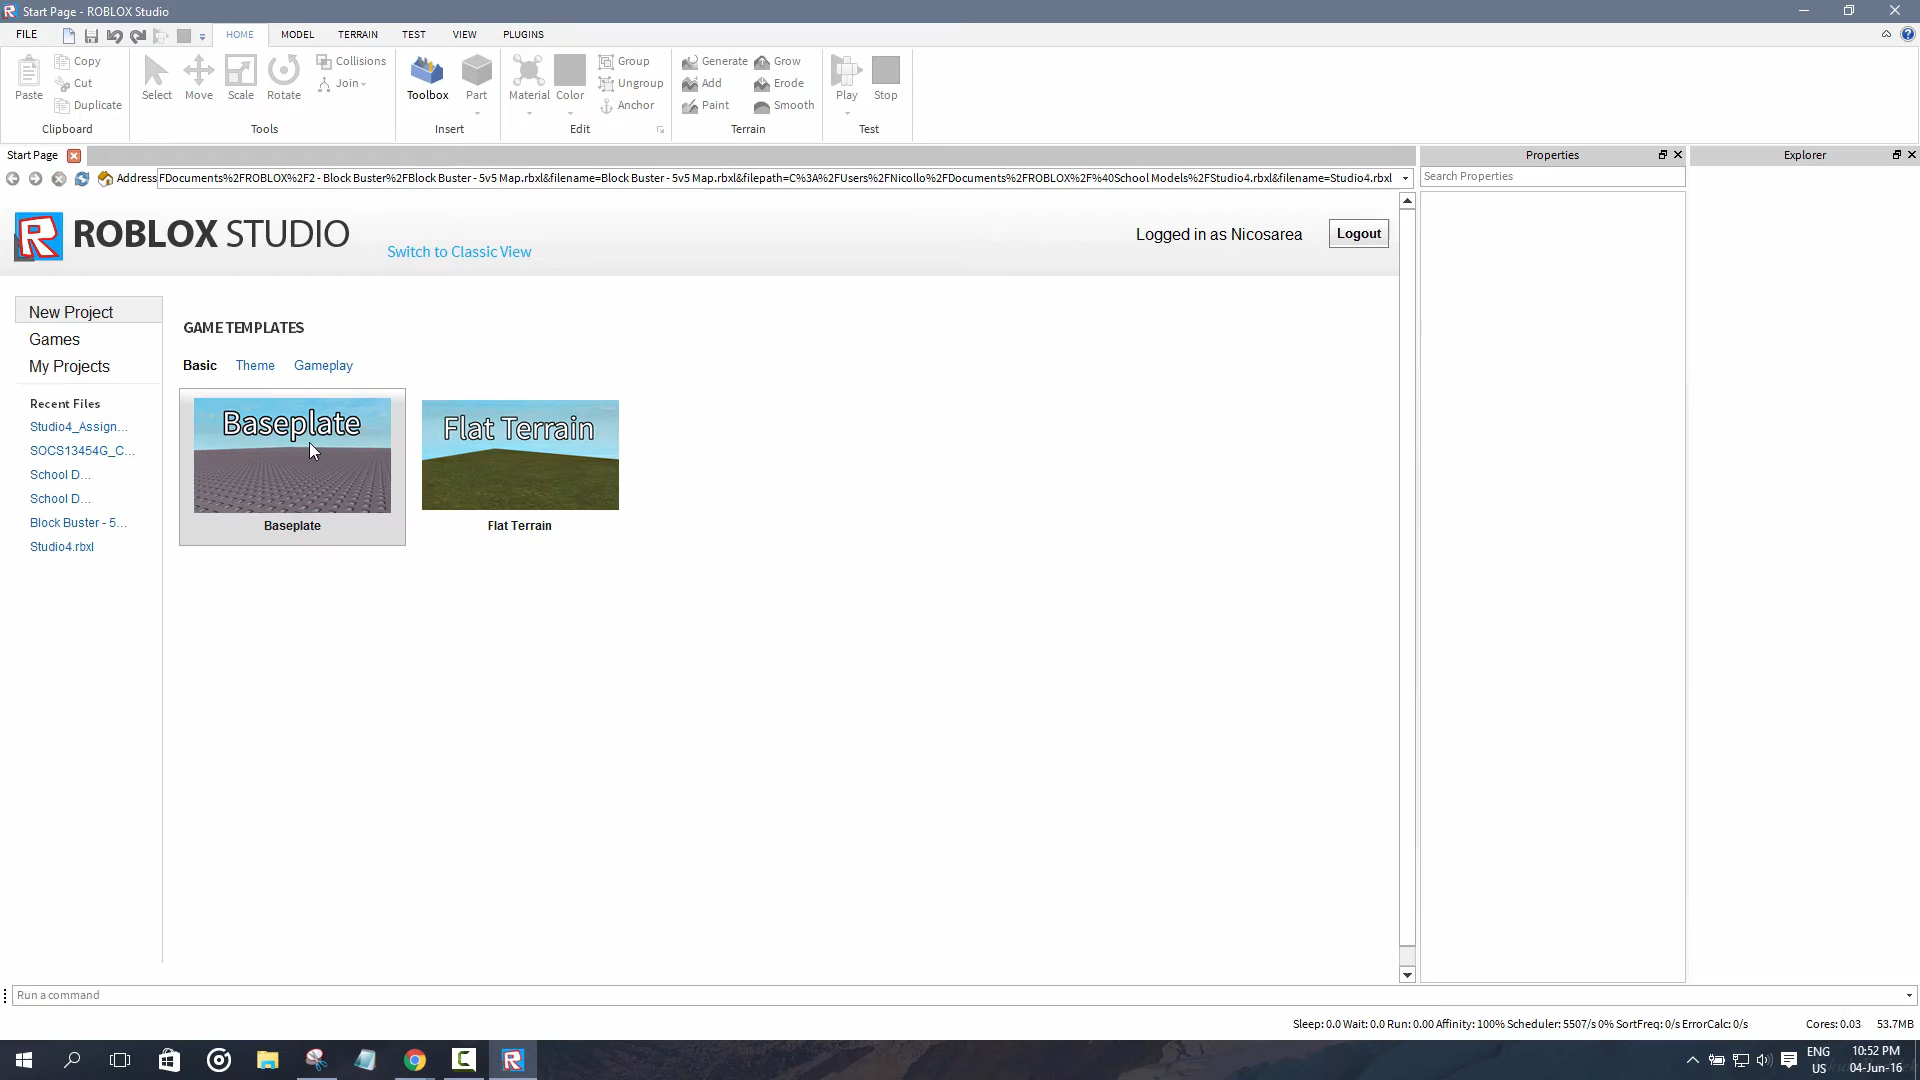 Start Page - ROBLOX Studio
FILE HOME MODEL TERRAIN TEST VIEW PLUGINS
Paste Copy Cut Duplicate Clipboard
Select Move Scale Rotate Collisions Join Tools
Toolbox Part Insert
Material Color Group Ungroup Anchor Edit
Generate Add Paint Grow Erode Smooth Terrain
Play Stop Test
Start Page
Properties
Explorer
Address FDocuments%2FROBLOX%2F2 - Block Buster%2FBlock Buster - 5v5 Map.rbxl&filename=Block Buster - 5v5 Map.rbxl&filepath=C%3A%2FUsers%2FNicollo%2FDocuments%2FROBLOX%2F%40School Models%2FStudio4.rbxl&filename=Studio4.rbxl
Search Properties
ROBLOX STUDIO
Switch to Classic View
Logged in as Nicosarea
Logout
New Project
Games
My Projects
Recent Files
Studio4_Assign...
SOCS13454G_C...
School D...
School D...
Block Buster - 5...
Studio4.rbxl
GAME TEMPLATES
Basic Theme Gameplay
Baseplate
Baseplate
Flat Terrain
Flat Terrain
Run a command
Sleep: 0.0 Wait: 0.0 Run: 0.00 Affinity: 100% Scheduler: 5507/s 0% SortFreq: 0/s ErrorCalc: 0/s Cores: 0.03 53.7MB
ENG
US
10:52 PM
04-Jun-16